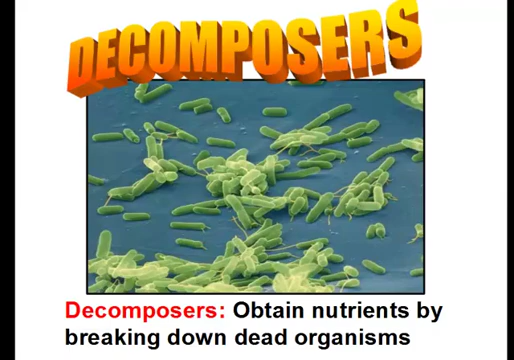 DECOMPOSERS
Decomposers: Obtain nutrients by
breaking down dead organisms